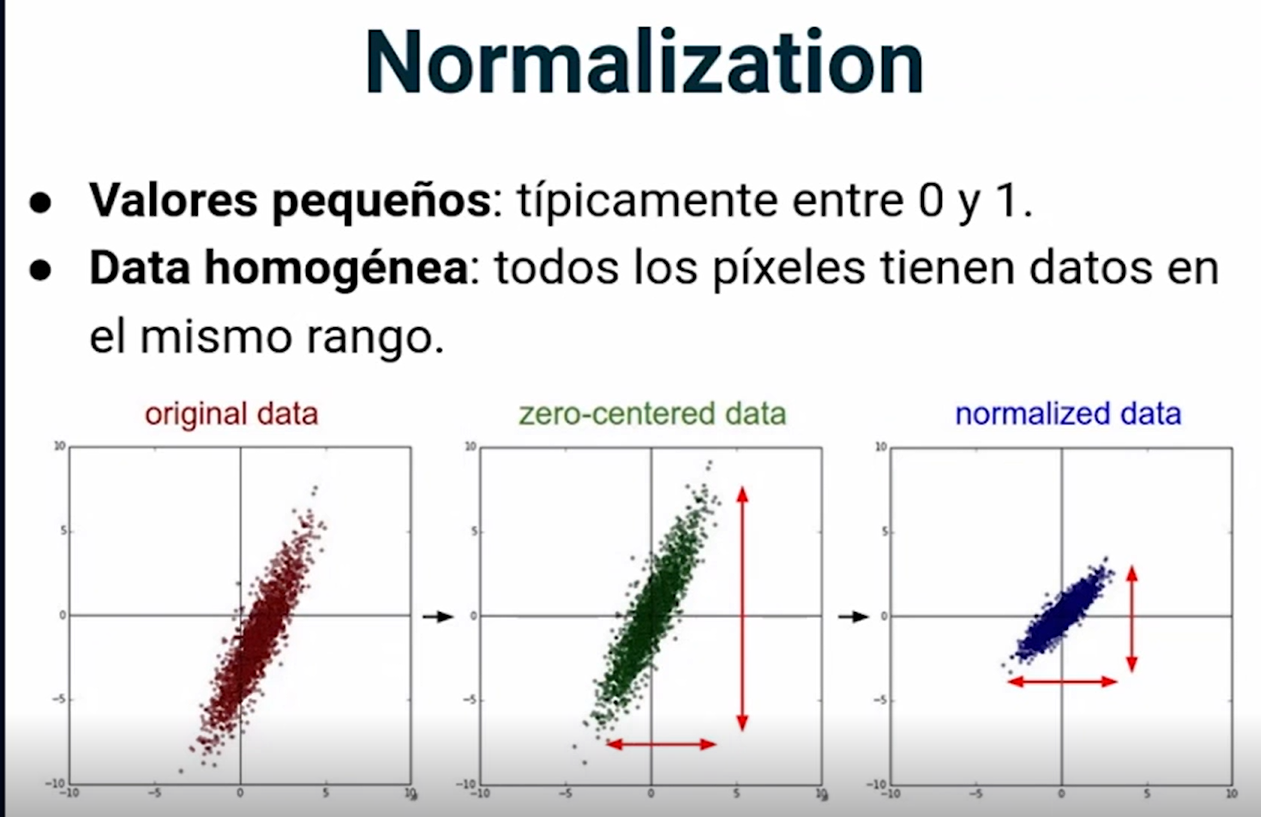 Normalization
● Valores pequeños: típicamente entre 0 y 1.
● Data homogénea: todos los píxeles tienen datos en
el mismo rango.
original data
zero-centered data
normalized data
10
5
0
−5
−10
−10 −5 0 5 10
10
5
0
−5
−10
−10 −5 0 5 10
10
5
0
−5
−10
−10 −5 0 5 10